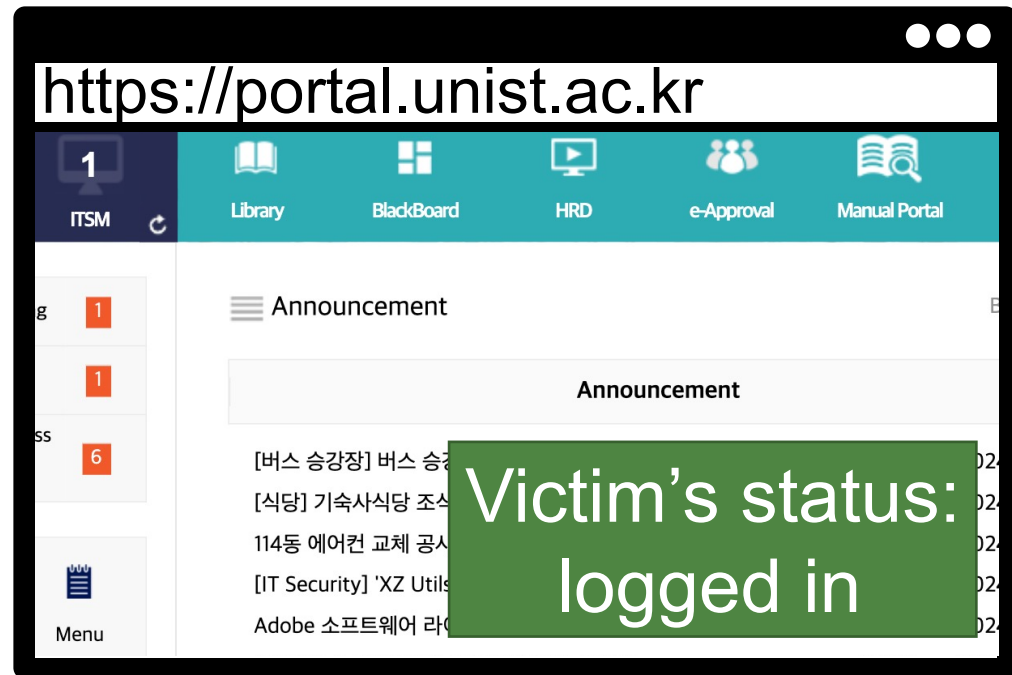 https://portal.unist.ac.kr
1
ITSM
Library
BlackBoard
HRD
e-Approval
Manual Portal
g 1
1
ss
6
Menu
Announcement
B
Announcement
[버스 승강장] 버스
[식당] 기숙사식당 조식
114동 에어컨 교체 공사
[IT Security] 'XZ Utils
Adobe 소프트웨어
Victim's status:
logged in